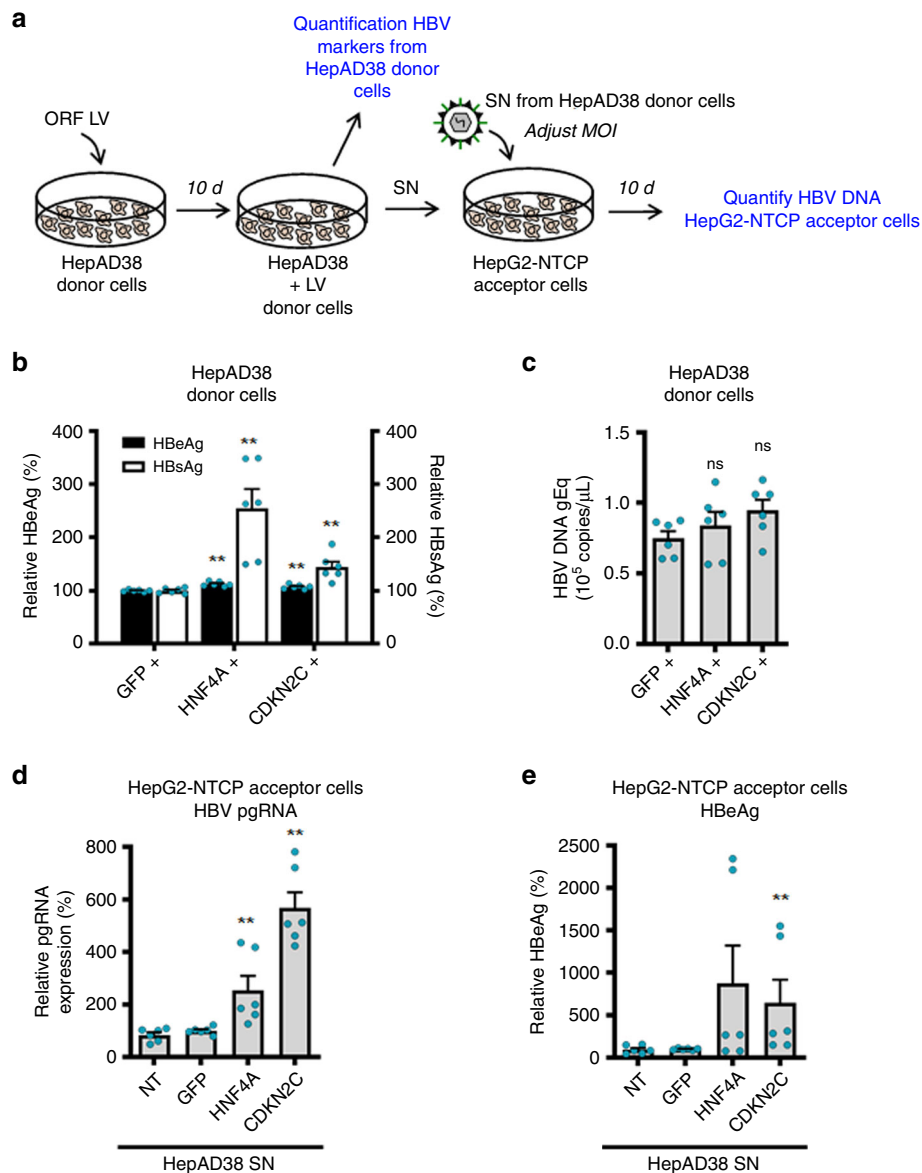 a
Quantification HBV
markers from
HepAD38 donor
cells
ORF LV
SN from HepAD38 donor cells
Adjust MOI
10 d
SN
10 d
Quantify HBV DNA
HepG2-NTCP acceptor cells
HepAD38
donor cells
HepAD38
+ LV
donor cells
HepG2-NTCP
acceptor cells
b
HepAD38
donor cells
Relative HBeAg (%)
400
300
200
100
0
HBeAg
HBsAg
**
**
**
**
400
300
200
100
0
Relative HBsAg
(%)
GFP +
HNF4A +
CDKN2C +
c
HepAD38
donor cells
HBV DNA gEq
(10⁵ copies/μL)
1.5
1.0
0.5
0.0
ns
ns
GFP +
HNF4A +
CDKN2C +
d
HepG2-NTCP acceptor cells
HBV pgRNA
Relative pgRNA
expression (%)
800
600
400
200
0
**
**
NT
GFP
HNF4A
CDKN2C
HepAD38 SN
e
HepG2-NTCP acceptor cells
HBeAg
Relative HBeAg (%)
2500
2000
1500
1000
500
0
**
NT
GFP
HNF4A
CDKN2C
HepAD38 SN